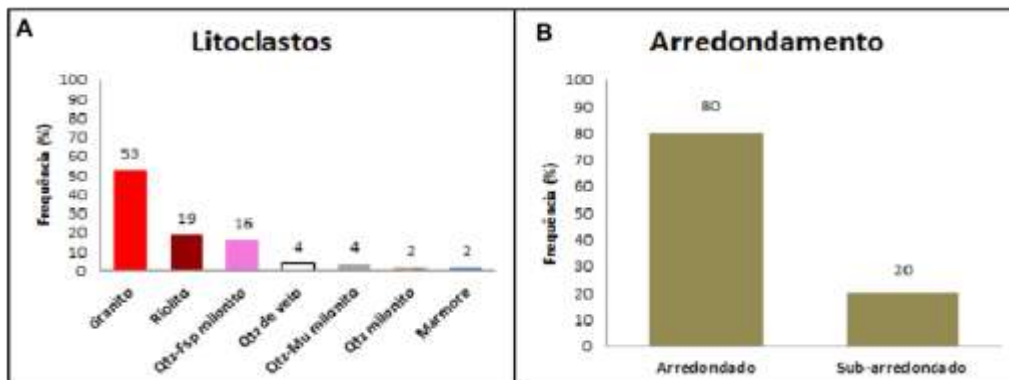 A
Litoclastos
Frequência (%)
100
90
80
70
60
50
40
30
20
10
0
53
19
16
4
4
2
2
Granito
Riolito
Qtz-Fsp milonito
Qtz de veio
Qtz-Mu milonito
Qtz milonito
Marmore
B
Arredondamento
Frequência (%)
100
90
80
70
60
50
40
30
20
10
0
80
20
Arredondado
Sub-arredondado